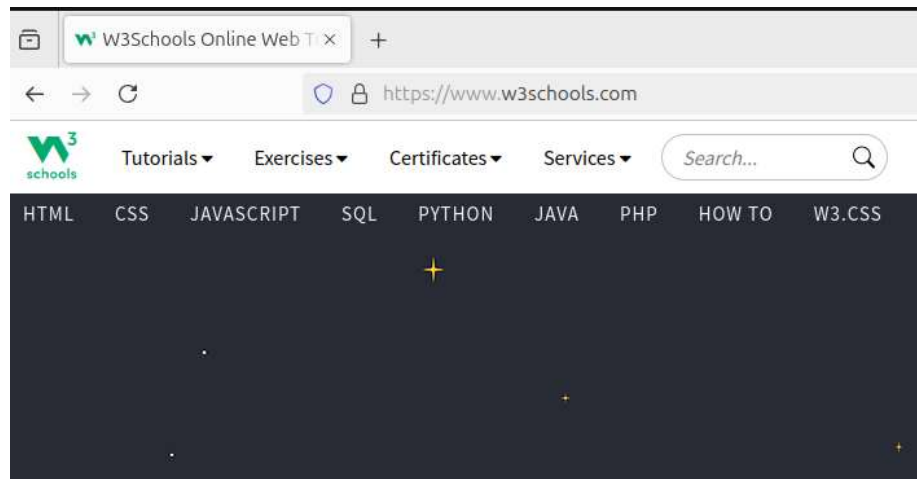 W3Schools Online Web T
https://www.w3schools.com
W3 schools
Tutorials Exercises Certificates Services Search...
HTML CSS JAVASCRIPT SQL PYTHON JAVA PHP HOW TO W3.CSS